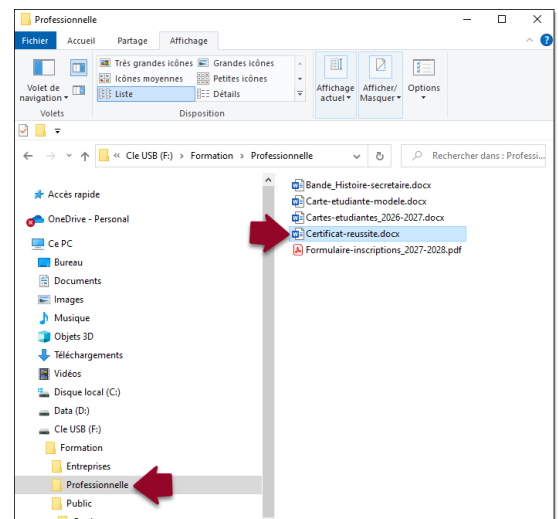 Professionnelle
Fichier Accueil Partage Affichage
Volet de navigation
Très grandes icônes Grandes icônes
Icônes moyennes Petites icônes
Liste Détails
Affichage actuel
Afficher/ Masquer
Options
Volets Disposition
« Cle USB (F:) > Formation > Professionnelle
Rechercher dans : Professi...
Accès rapide
OneDrive - Personal
Ce PC
Bureau
Documents
Images
Musique
Objets 3D
Téléchargements
Vidéos
Disque local (C:)
Data (D:)
Cle USB (F:)
Formation
Entreprises
Professionnelle
Public
Bande_Histoire-secretaire.docx
Carte-etudiante-modele.docx
Cartes-etudiantes_2026-2027.docx
Certificat-reussite.docx
Formulaire-inscriptions_2027-2028.pdf